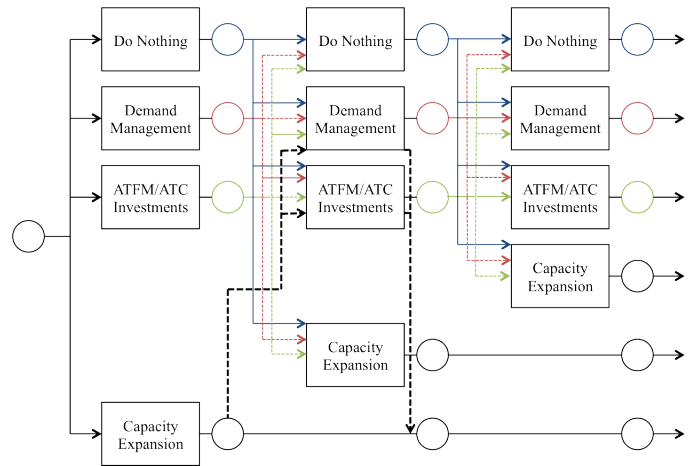 Do Nothing
Do Nothing
Do Nothing
Demand
Management
Demand
Management
Demand
Management
ATFM/ATC
Investments
ATFM/ATC
Investments
ATFM/ATC
Investments
Capacity
Expansion
Capacity
Expansion
Capacity
Expansion